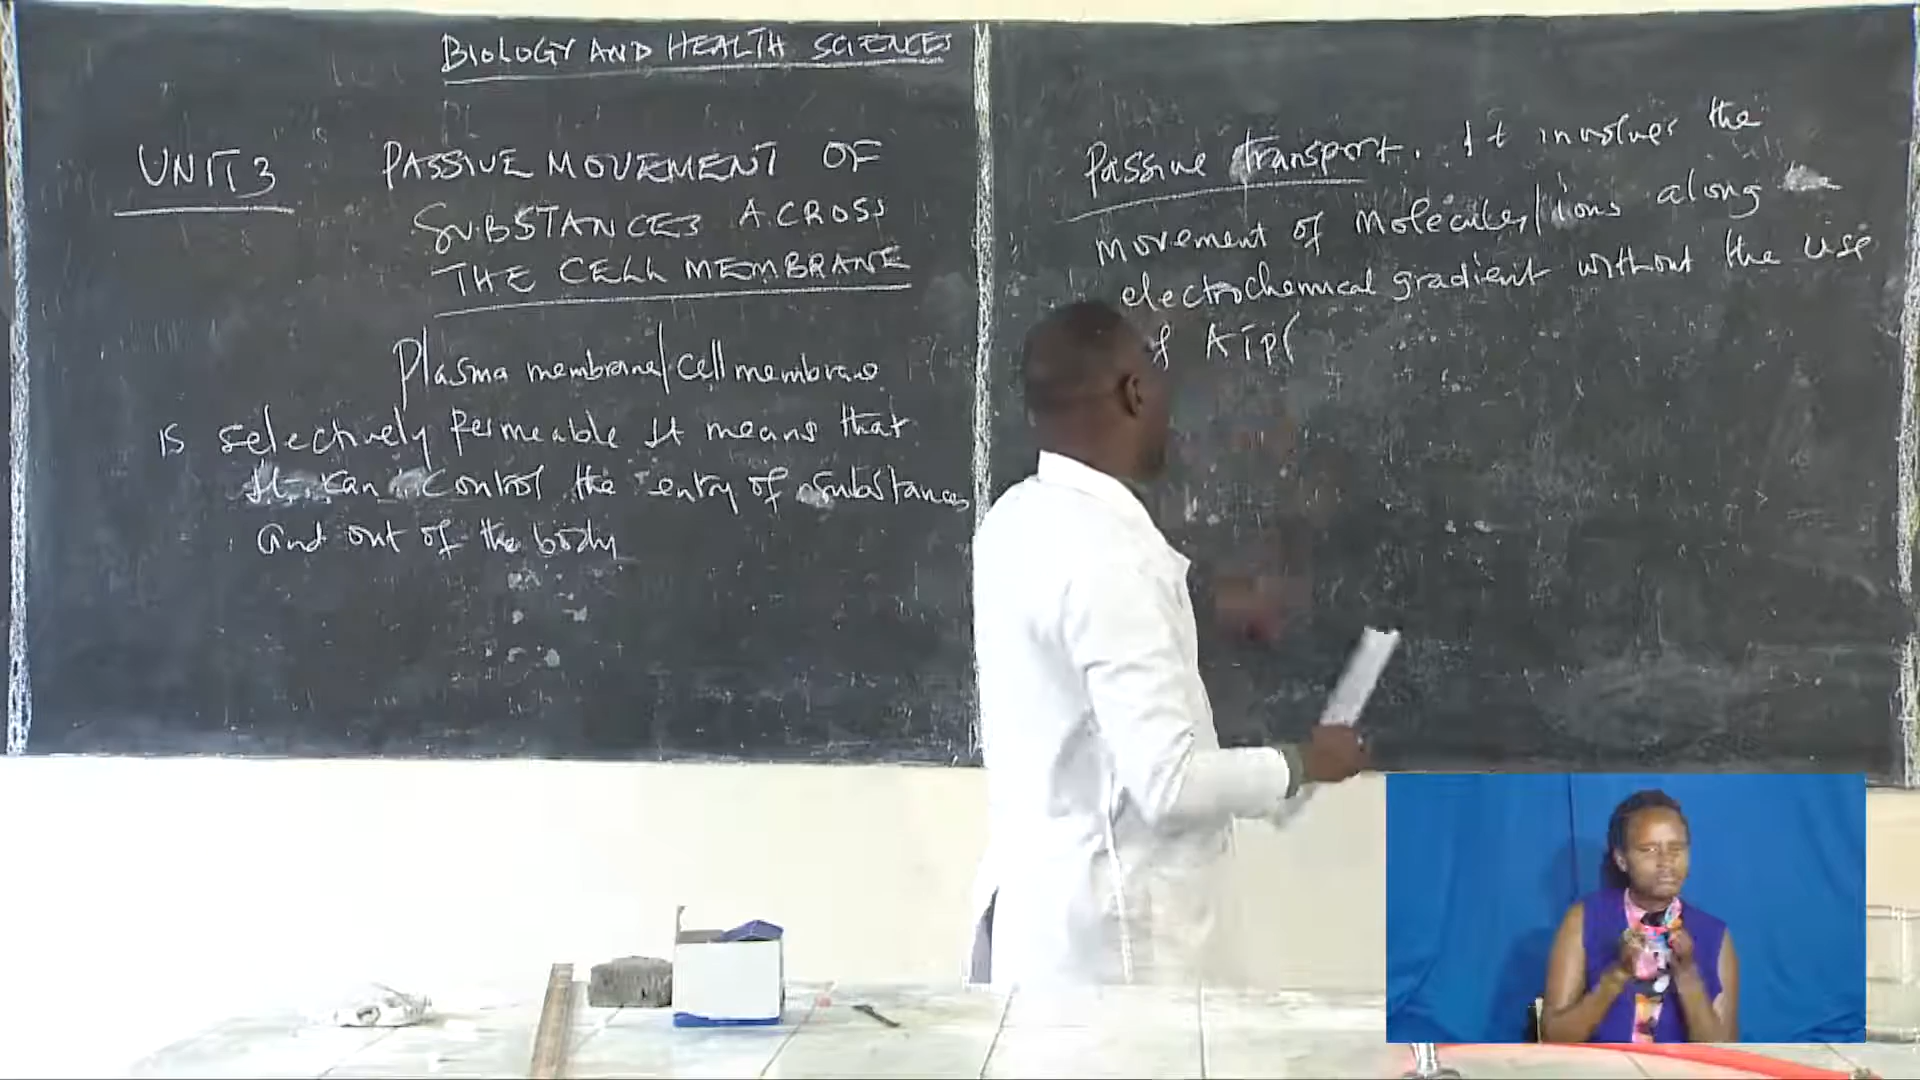 BIOLOGY AND HEALTH SCIENCES
UNIT 3 PASSIVE MOVEMENT OF
SUBSTANCES ACROSS
THE CELL MEMBRANE
Plasma membrane/cell membrane
is selectively permeable It means that
It can control the entry of substances
and out of the body
Passive transport. It involves the
movement of molecules/ions along
electrochemical gradient without the use